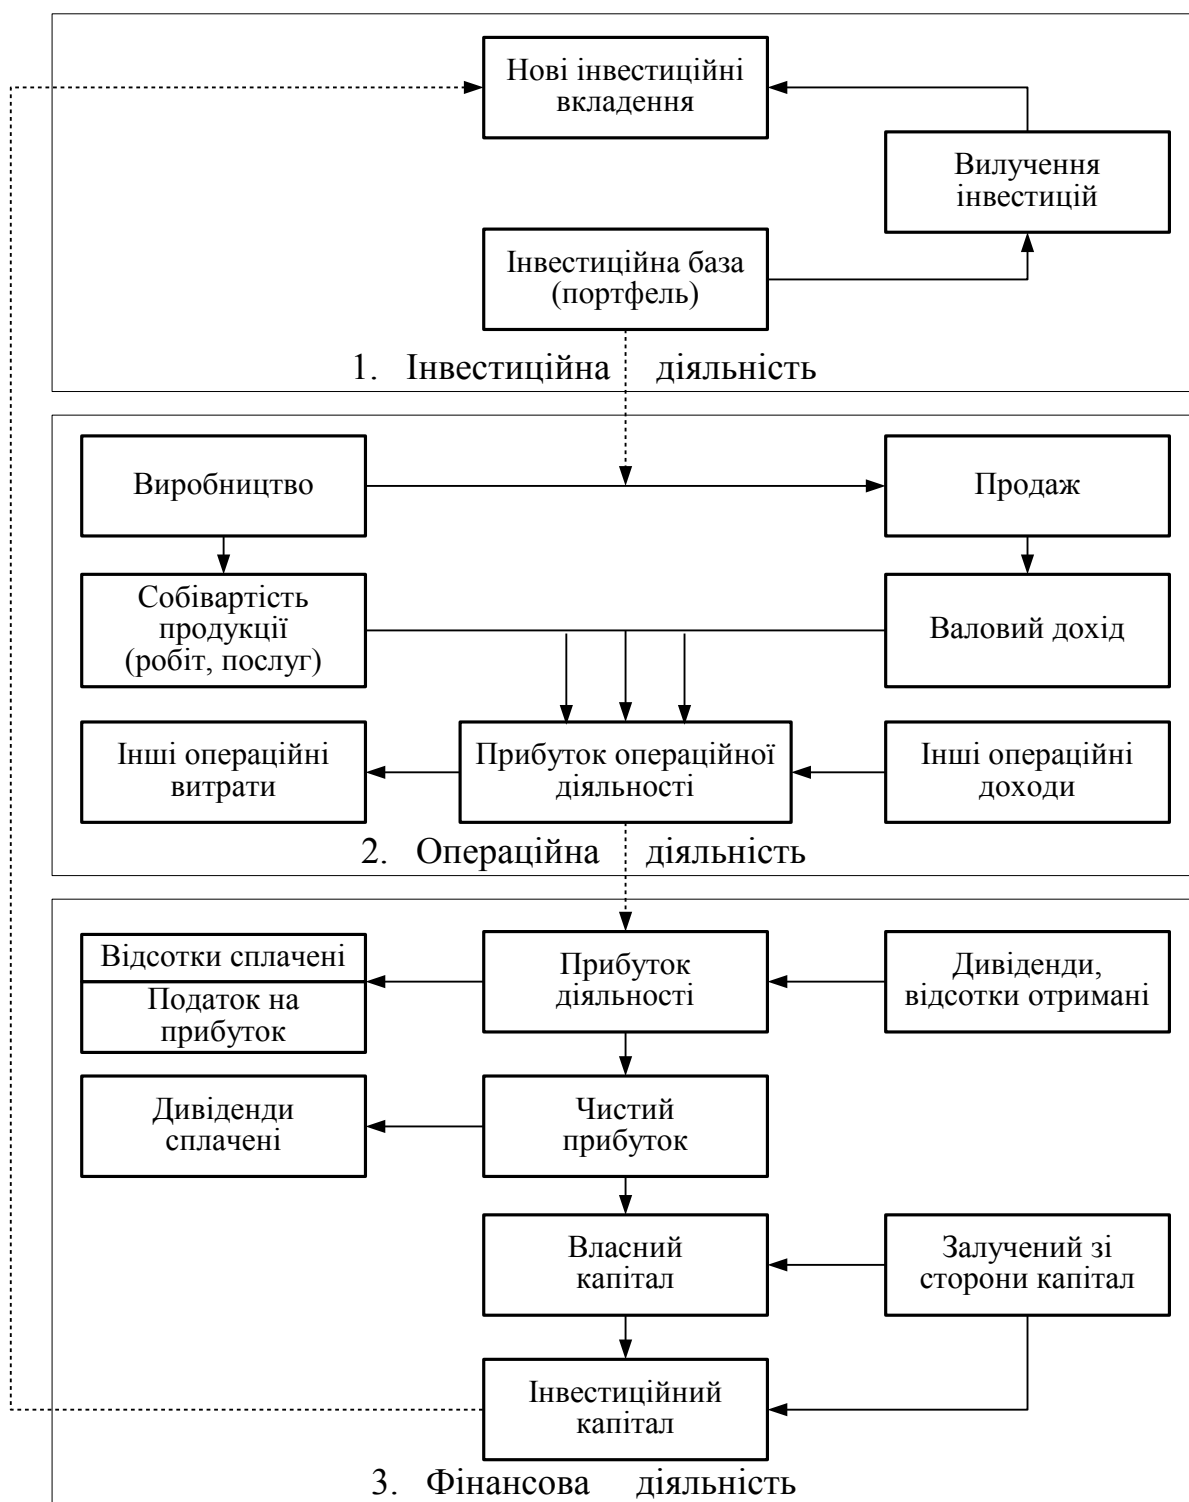 Нові інвестиційні
вкладення
Вилучення
інвестицій
Інвестиційна база
(портфель)
1. Інвестиційна діяльність
Виробництво
Продаж
Собівартість
продукції
(робіт, послуг)
Валовий дохід
Інші операційні
витрати
Прибуток операційної
діяльності
Інші операційні
доходи
2. Операційна діяльність
Відсотки сплачені
Податок на
прибуток
Прибуток
діяльності
Дивіденди,
відсотки отримані
Дивіденди
сплачені
Чистий
прибуток
Власний
капітал
Залучений зі
сторони капітал
Інвестиційний
капітал
3. Фінансова діяльність